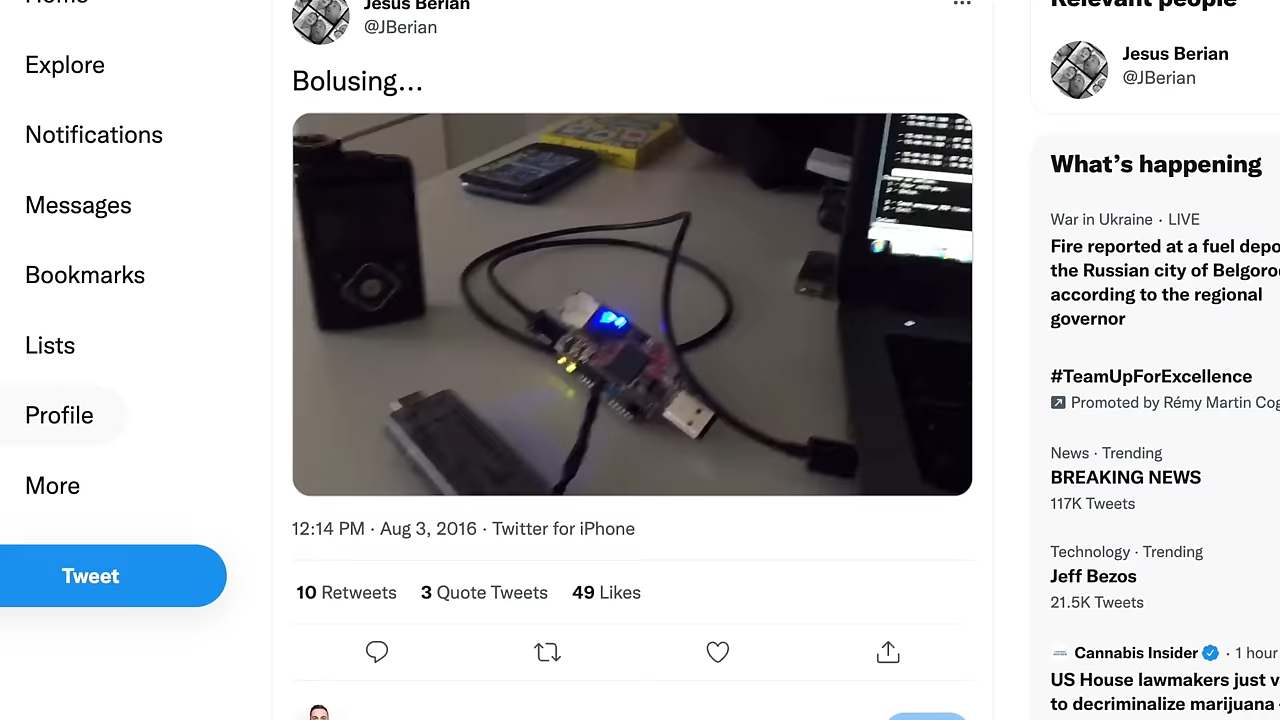 Home
Explore
Notifications
Messages
Bookmarks
Lists
Profile
More
Tweet
Jesus Berian
@JBerian
Bolusing...
12:14 PM · Aug 3, 2016 · Twitter for iPhone
10 Retweets 3 Quote Tweets 49 Likes
Relevant people
Jesus Berian
@JBerian
What's happening
War in Ukraine · LIVE
Fire reported at a fuel depo
the Russian city of Belgoro
according to the regional
governor
#TeamUpForExcellence
Promoted by Rémy Martin Cog
News · Trending
BREAKING NEWS
117K Tweets
Technology · Trending
Jeff Bezos
21.5K Tweets
Cannabis Insider · 1 hour
US House lawmakers just v
to decriminalize marijuana